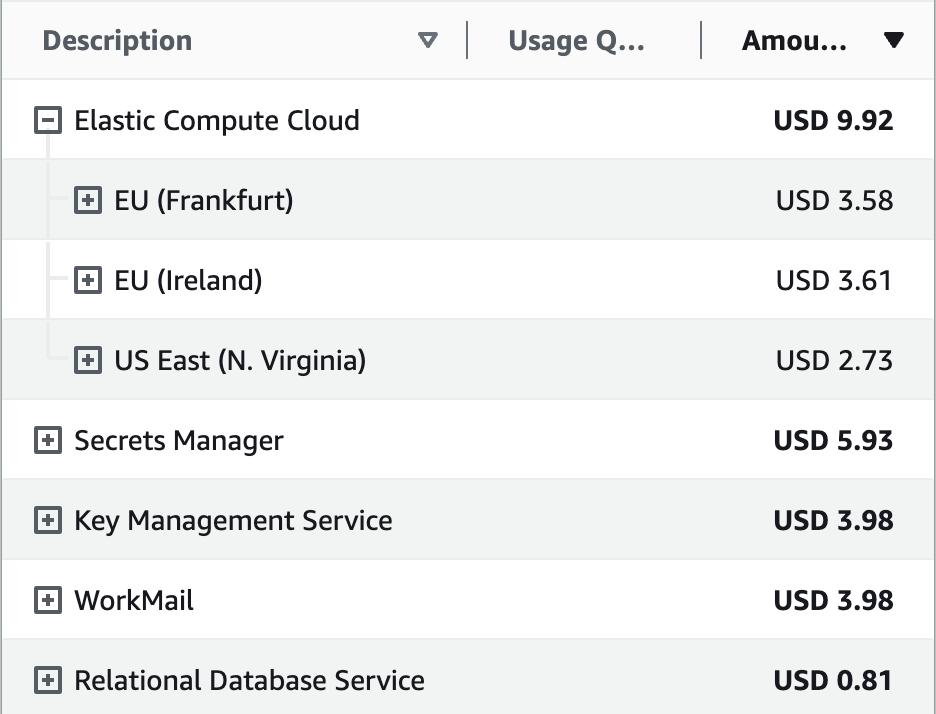 Description Usage Q... Amou...
Elastic Compute Cloud USD 9.92
EU (Frankfurt) USD 3.58
EU (Ireland) USD 3.61
US East (N. Virginia) USD 2.73
Secrets Manager USD 5.93
Key Management Service USD 3.98
WorkMail USD 3.98
Relational Database Service USD 0.81